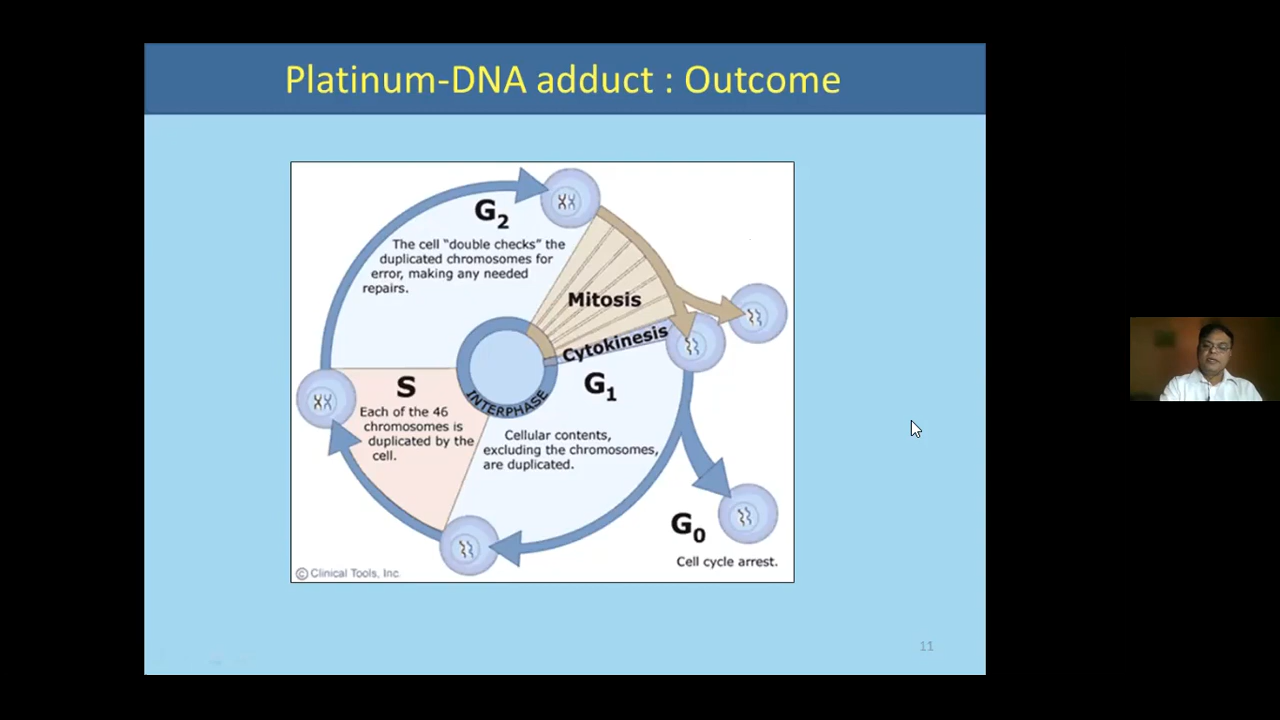 Platinum-DNA adduct : Outcome
G2
The cell “double checks” the
duplicated chromosomes for
error, making any needed
repairs.
Mitosis
Cytokinesis
S
Each of the 46
chromosomes is
duplicated by the
cell.
INTERPHASE
G1
Cellular contents,
excluding the chromosomes,
are duplicated.
G0
Cell cycle arrest.
© Clinical Tools, Inc.
11